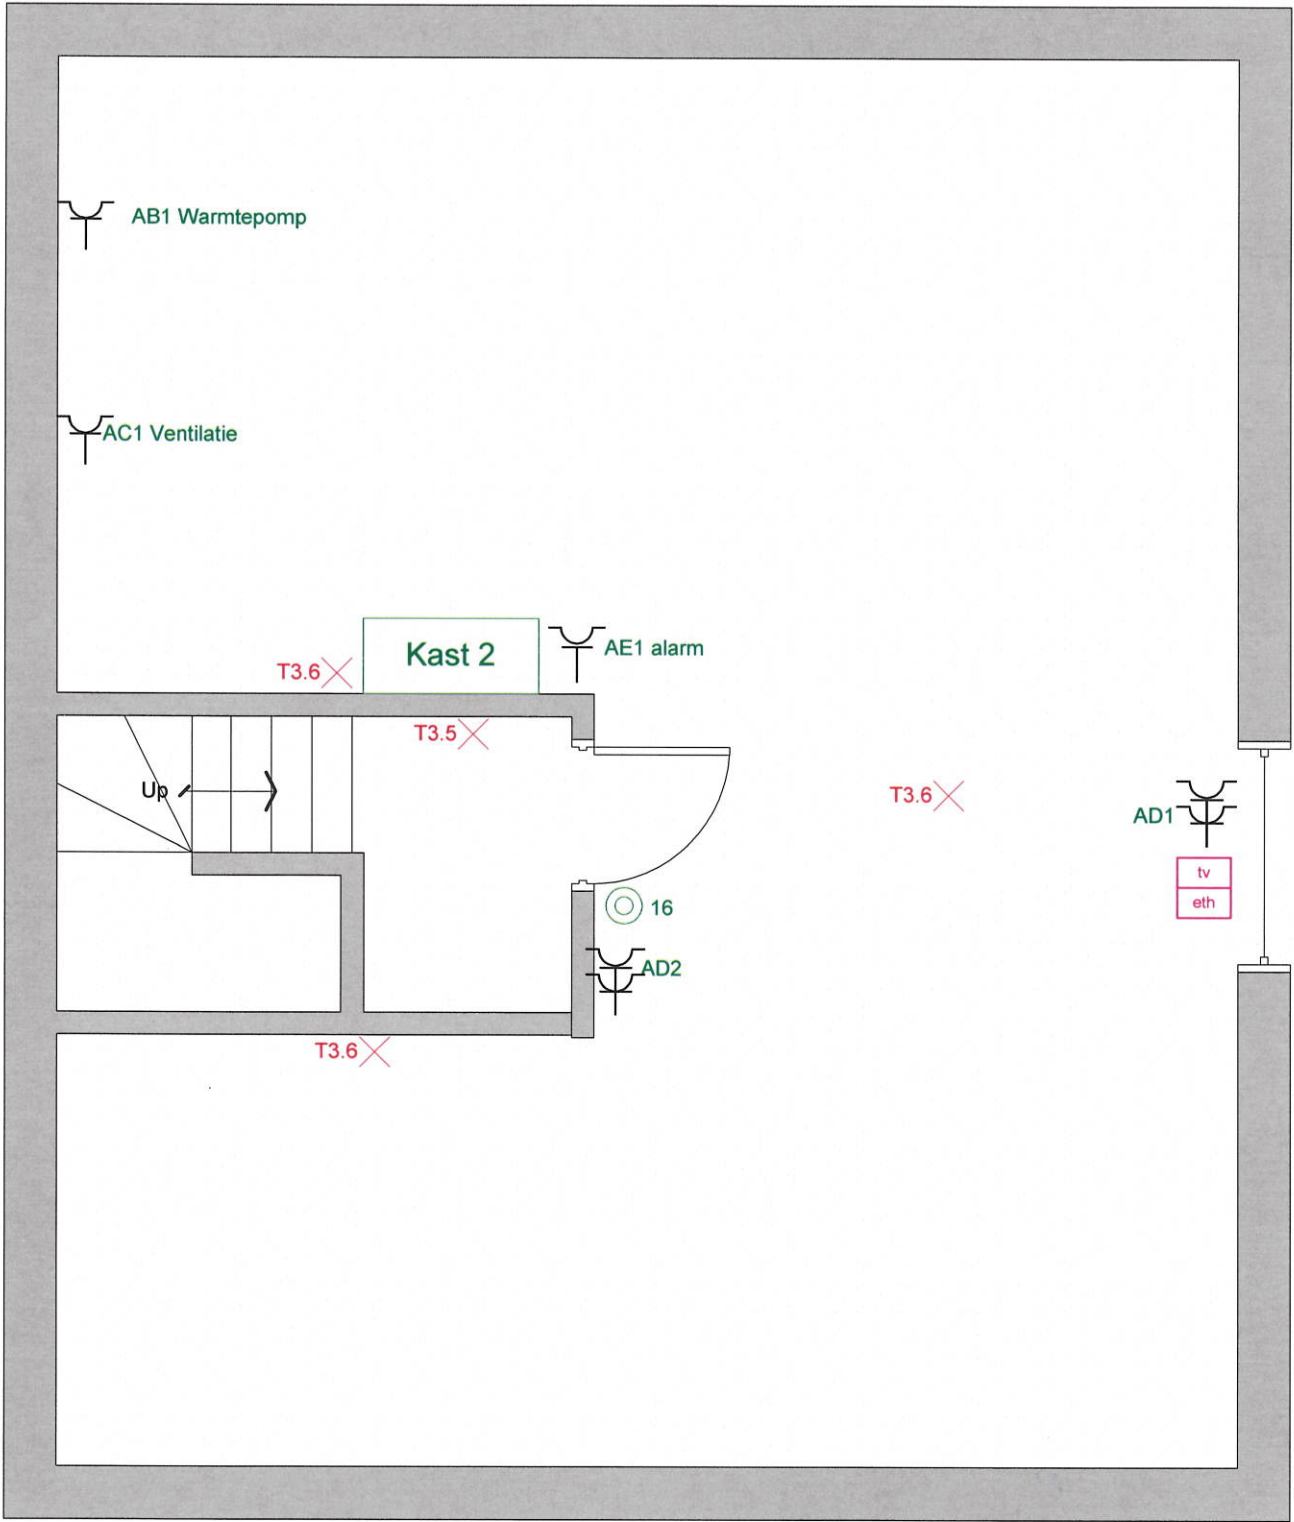 AB1 Warmtepomp
AC1 Ventilatie
Kast 2
AE1 alarm
T3.6
T3.5
Up
T3.6
AD1
tv
eth
16
AD2
T3.6